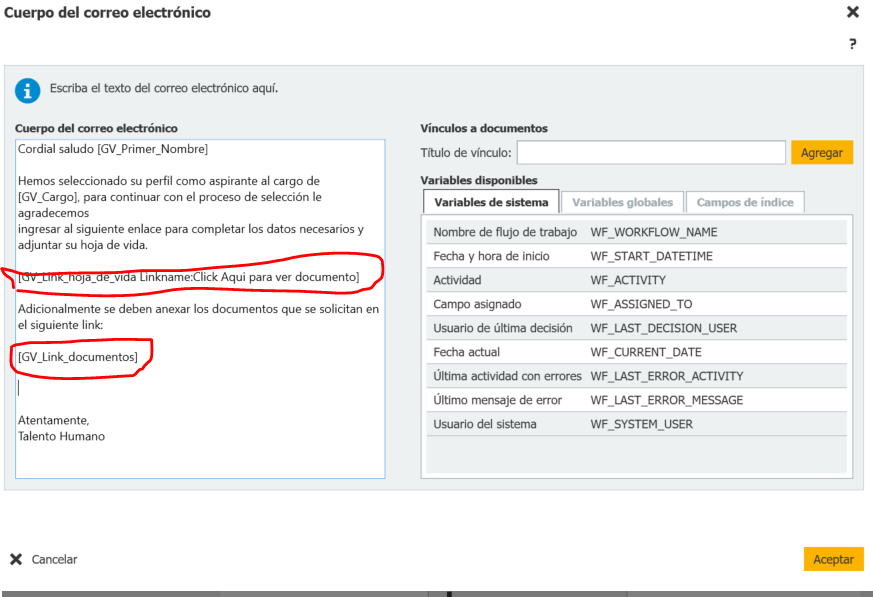 Cuerpo del correo electrónico
?
Escriba el texto del correo electrónico aquí.
Cuerpo del correo electrónico
Cordial saludo [GV_Primer_Nombre]
Hemos seleccionado su perfil como aspirante al cargo de
[GV_Cargo], para continuar con el proceso de selección le
agradecemos
ingresar al siguiente enlace para completar los datos necesarios y
adjuntar su hoja de vida.
[GV_Link_hoja_de_vida Linkname:Click Aqui para ver documento]
Adicionalmente se deben anexar los documentos que se solicitan en
el siguiente link:
[GV_Link_documentos]
Atentamente,
Talento Humano
Vínculos a documentos
Título de vínculo:
Agregar
Variables disponibles
Variables de sistema Variables globales Campos de índice
Nombre de flujo de trabajo WF_WORKFLOW_NAME
Fecha y hora de inicio WF_START_DATETIME
Actividad WF_ACTIVITY
Campo asignado WF_ASSIGNED_TO
Usuario de última decisión WF_LAST_DECISION_USER
Fecha actual WF_CURRENT_DATE
Última actividad con errores WF_LAST_ERROR_ACTIVITY
Último mensaje de error WF_LAST_ERROR_MESSAGE
Usuario del sistema WF_SYSTEM_USER
Cancelar
Aceptar